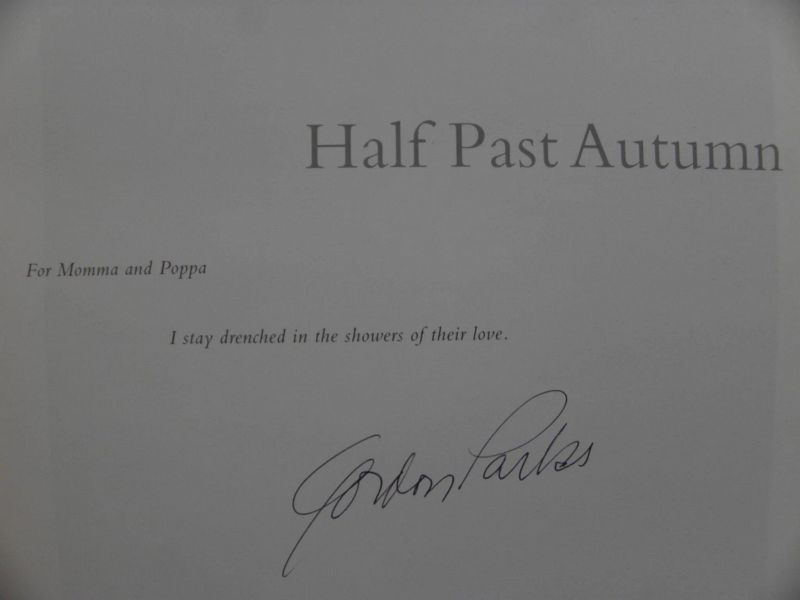 Half Past Autumn
For Momma and Poppa
I stay drenched in the showers of their love.
Gordon Parks